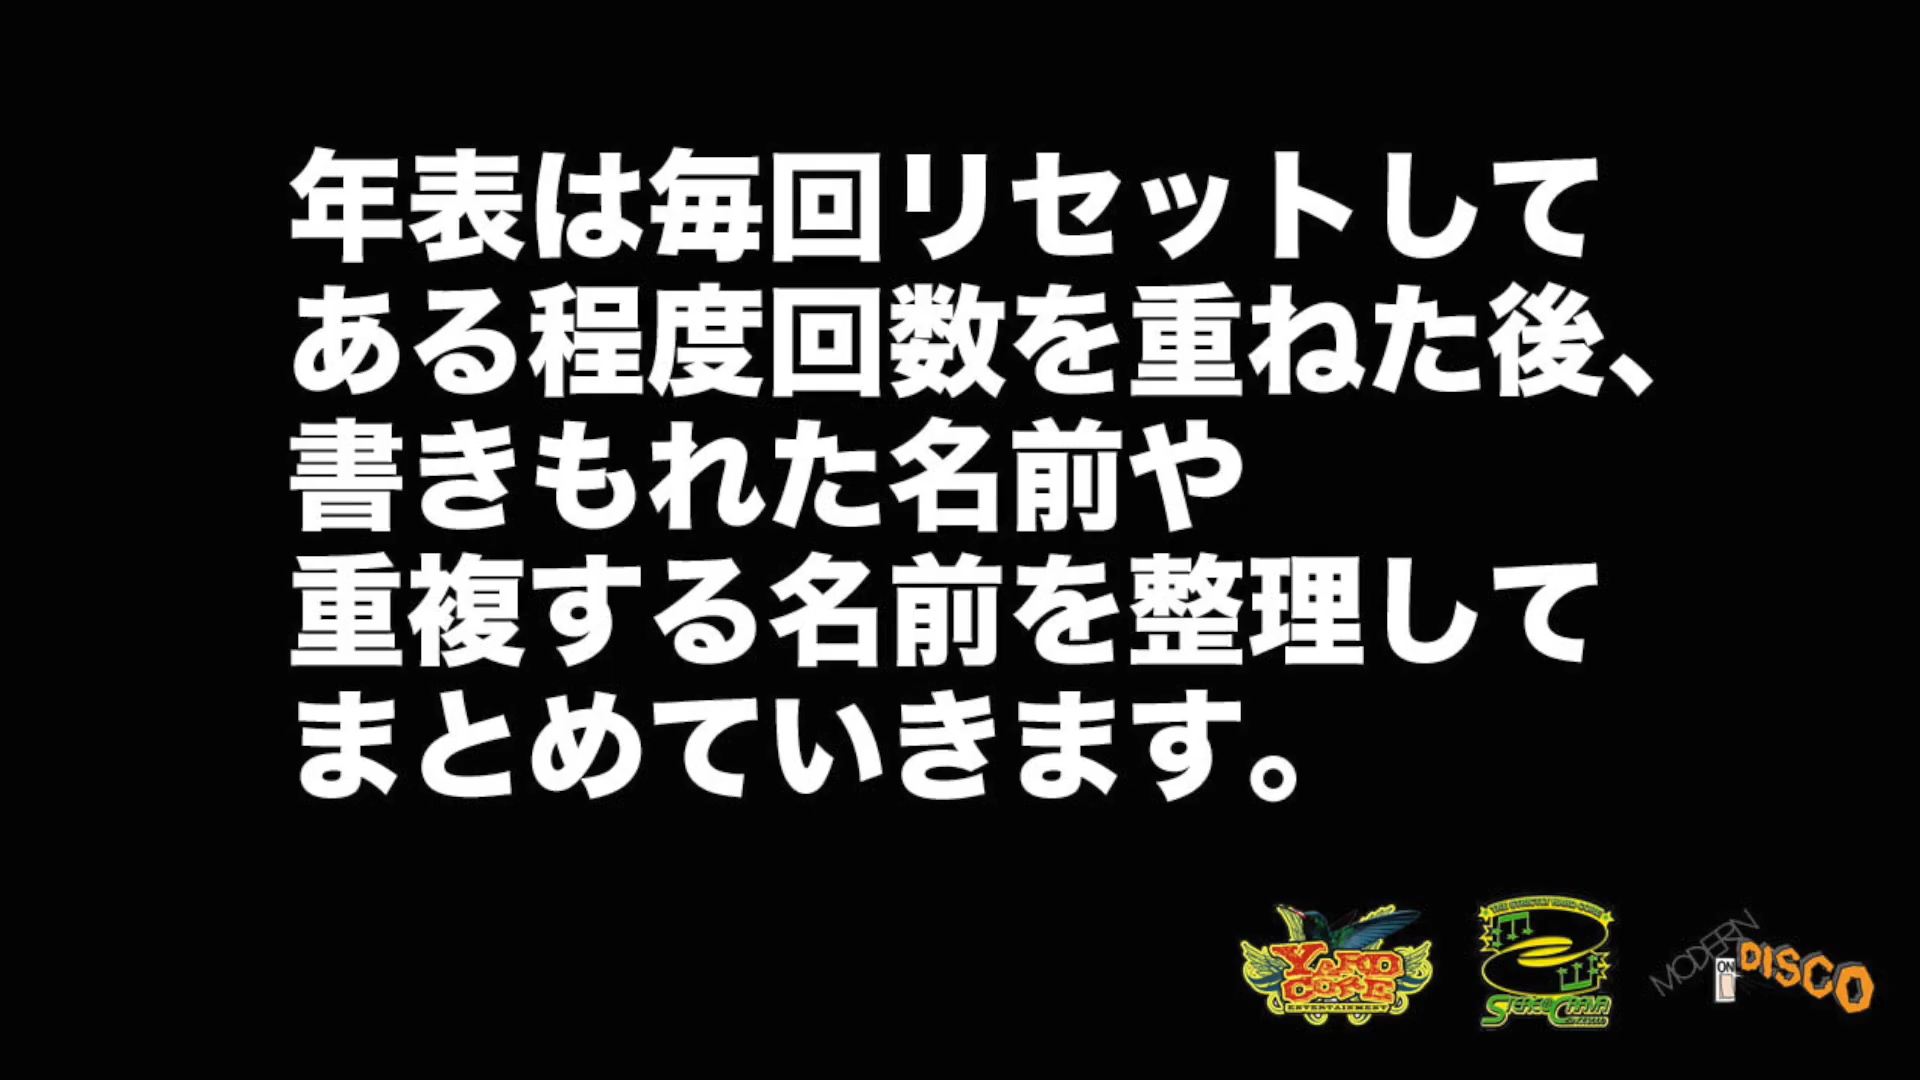 年表は毎回リセットして
ある程度回数を重ねた後、
書きもれた名前や
重複する名前を整理して
まとめていきます。
YARD
CORE
ENTERTAINMENT
MODERN
ON
DISCO